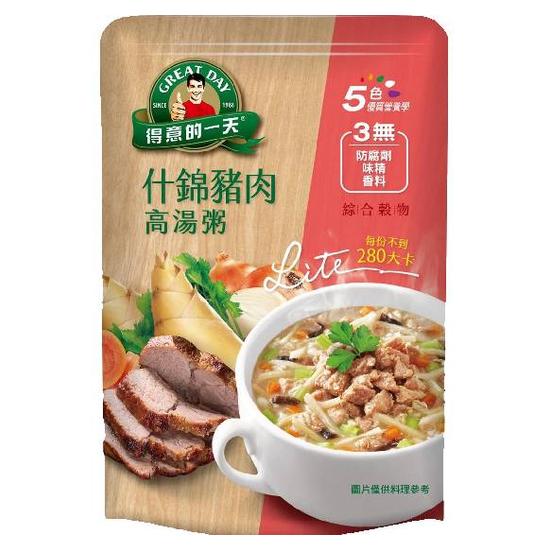 GREAT DAY
SINCE 1988
得意的一天®
什錦豬肉
高湯粥
5色
優質營養學
3無
防腐劑
味精
香料
綜合穀物
Lite
每份不到
280大卡
圖片僅供料理參考